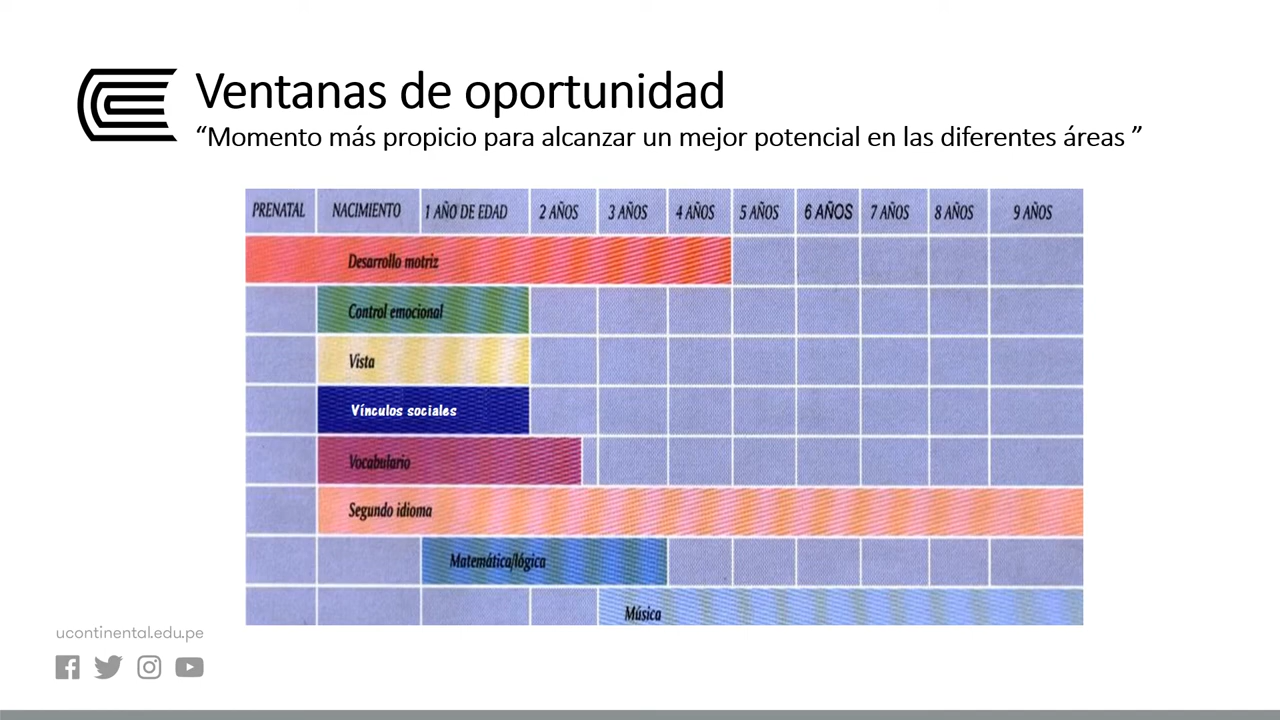 Ventanas de oportunidad
“Momento más propicio para alcanzar un mejor potencial en las diferentes áreas ”
PRENATAL NACIMIENTO 1 AÑO DE EDAD 2 AÑOS 3 AÑOS 4 AÑOS 5 AÑOS 6 AÑOS 7 AÑOS 8 AÑOS 9 AÑOS
Desarrollo motriz
Control emocional
Vista
Vínculos sociales
Vocabulario
Segundo idioma
Matemática/lógica
Música
ucontinental.edu.pe